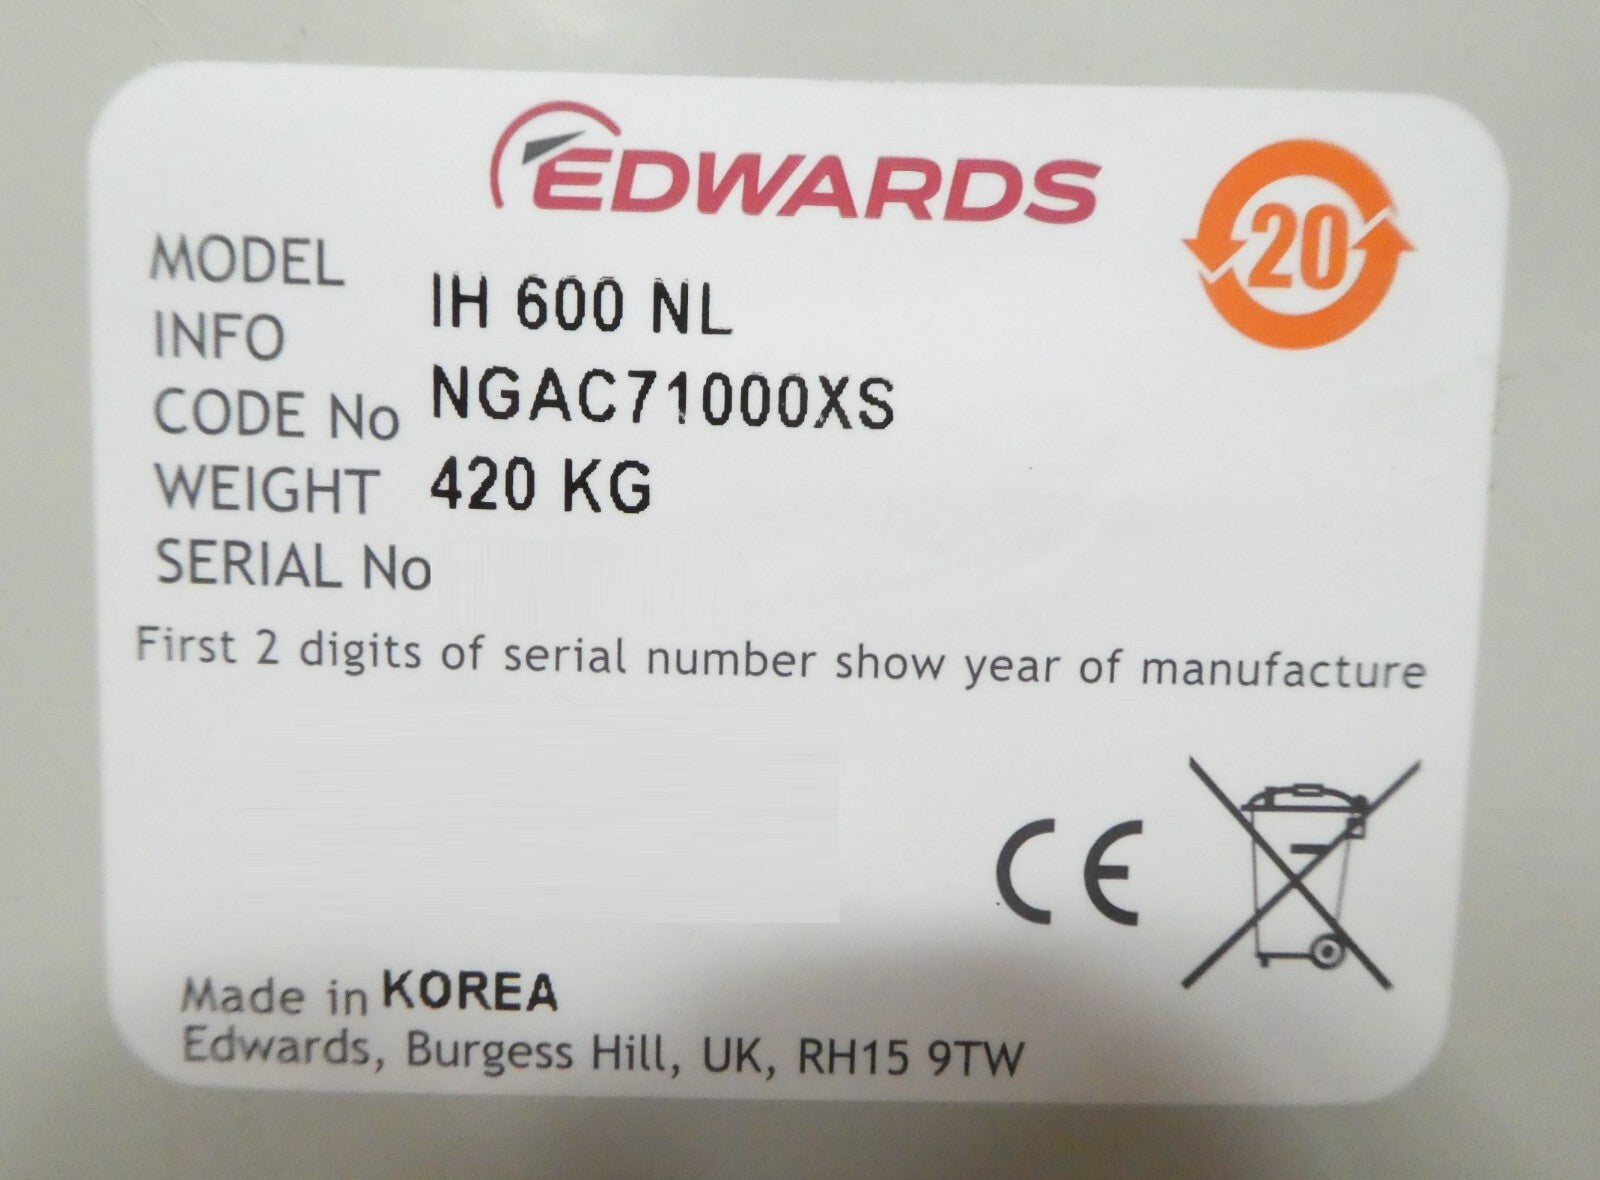 EDWARDS
20
MODEL
INFO IH 600 NL
CODE No NGAC71000XS
WEIGHT 420 KG
SERIAL No
First 2 digits of serial number show year of manufacture
CE
Made in KOREA
Edwards, Burgess Hill, UK, RH15 9TW